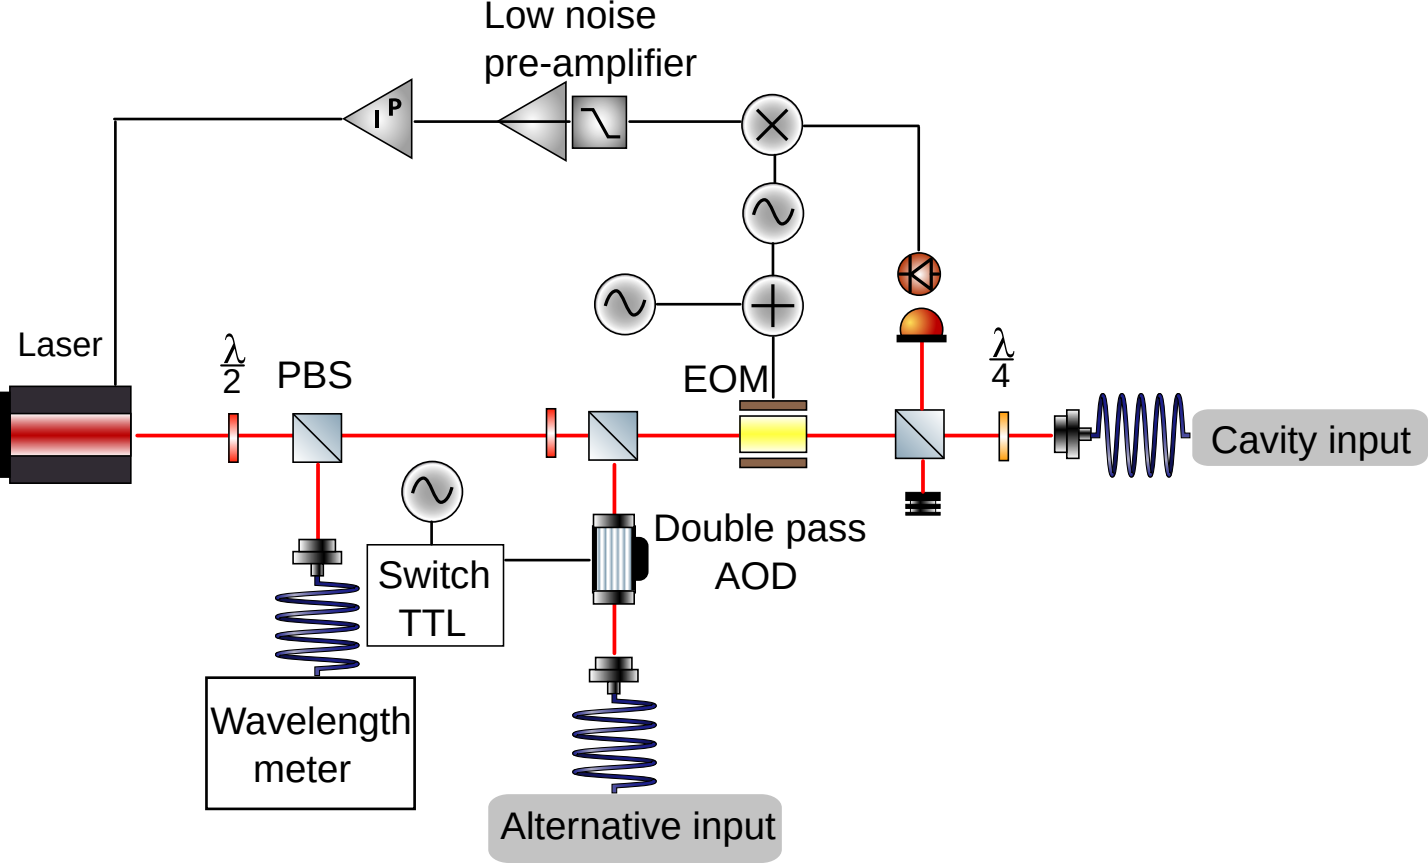 Low noise
pre-amplifier
I P
Laser
λ
2
PBS
EOM
λ
4
Cavity input
Double pass
AOD
Switch
TTL
Wavelength
meter
Alternative input